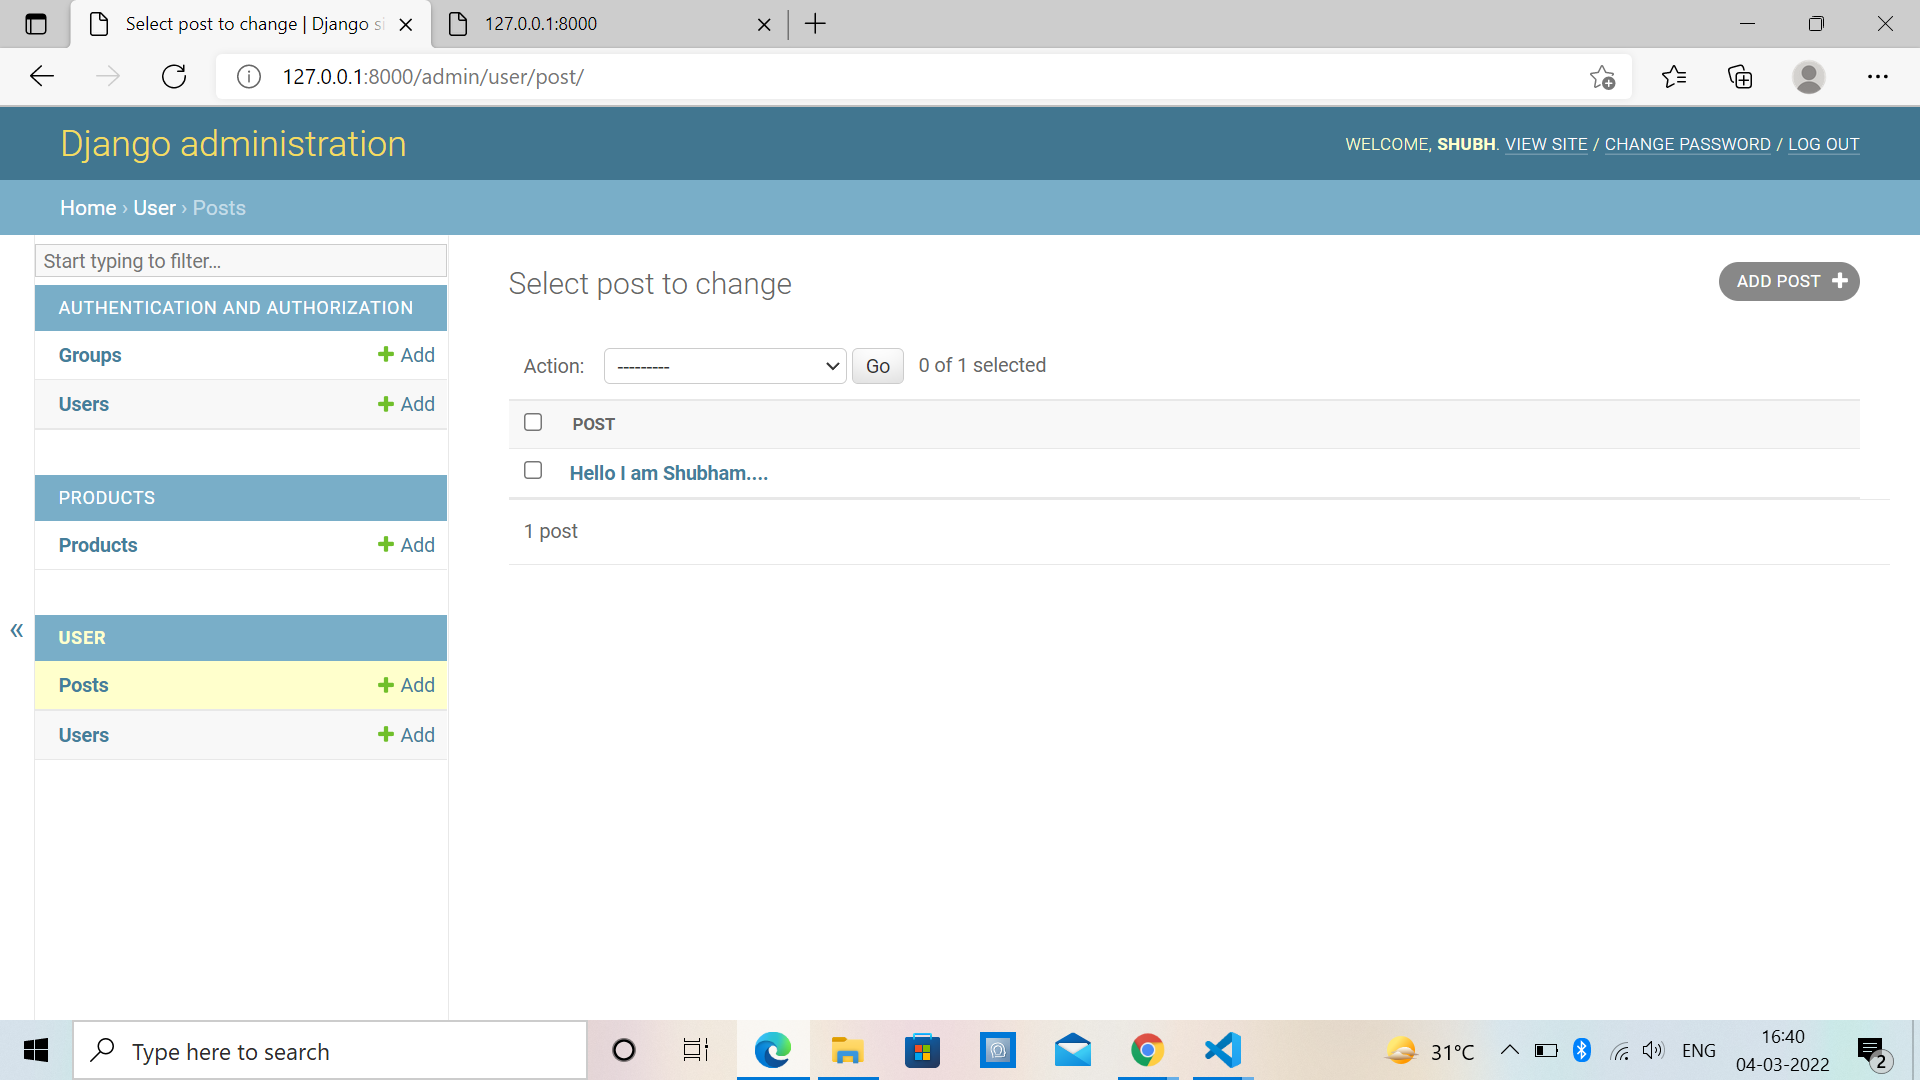 Select post to change | Django si
127.0.0.1:8000
127.0.0.1:8000/admin/user/post/
Django administration
WELCOME, SHUBH. VIEW SITE / CHANGE PASSWORD / LOG OUT
Home › User › Posts
Start typing to filter...
AUTHENTICATION AND AUTHORIZATION
Groups + Add
Users + Add
PRODUCTS
Products + Add
«
USER
Posts + Add
Users + Add
Select post to change
ADD POST +
Action: --------- Go 0 of 1 selected
POST
Hello I am Shubham....
1 post
Type here to search
31°C
ENG
16:40
04-03-2022
2